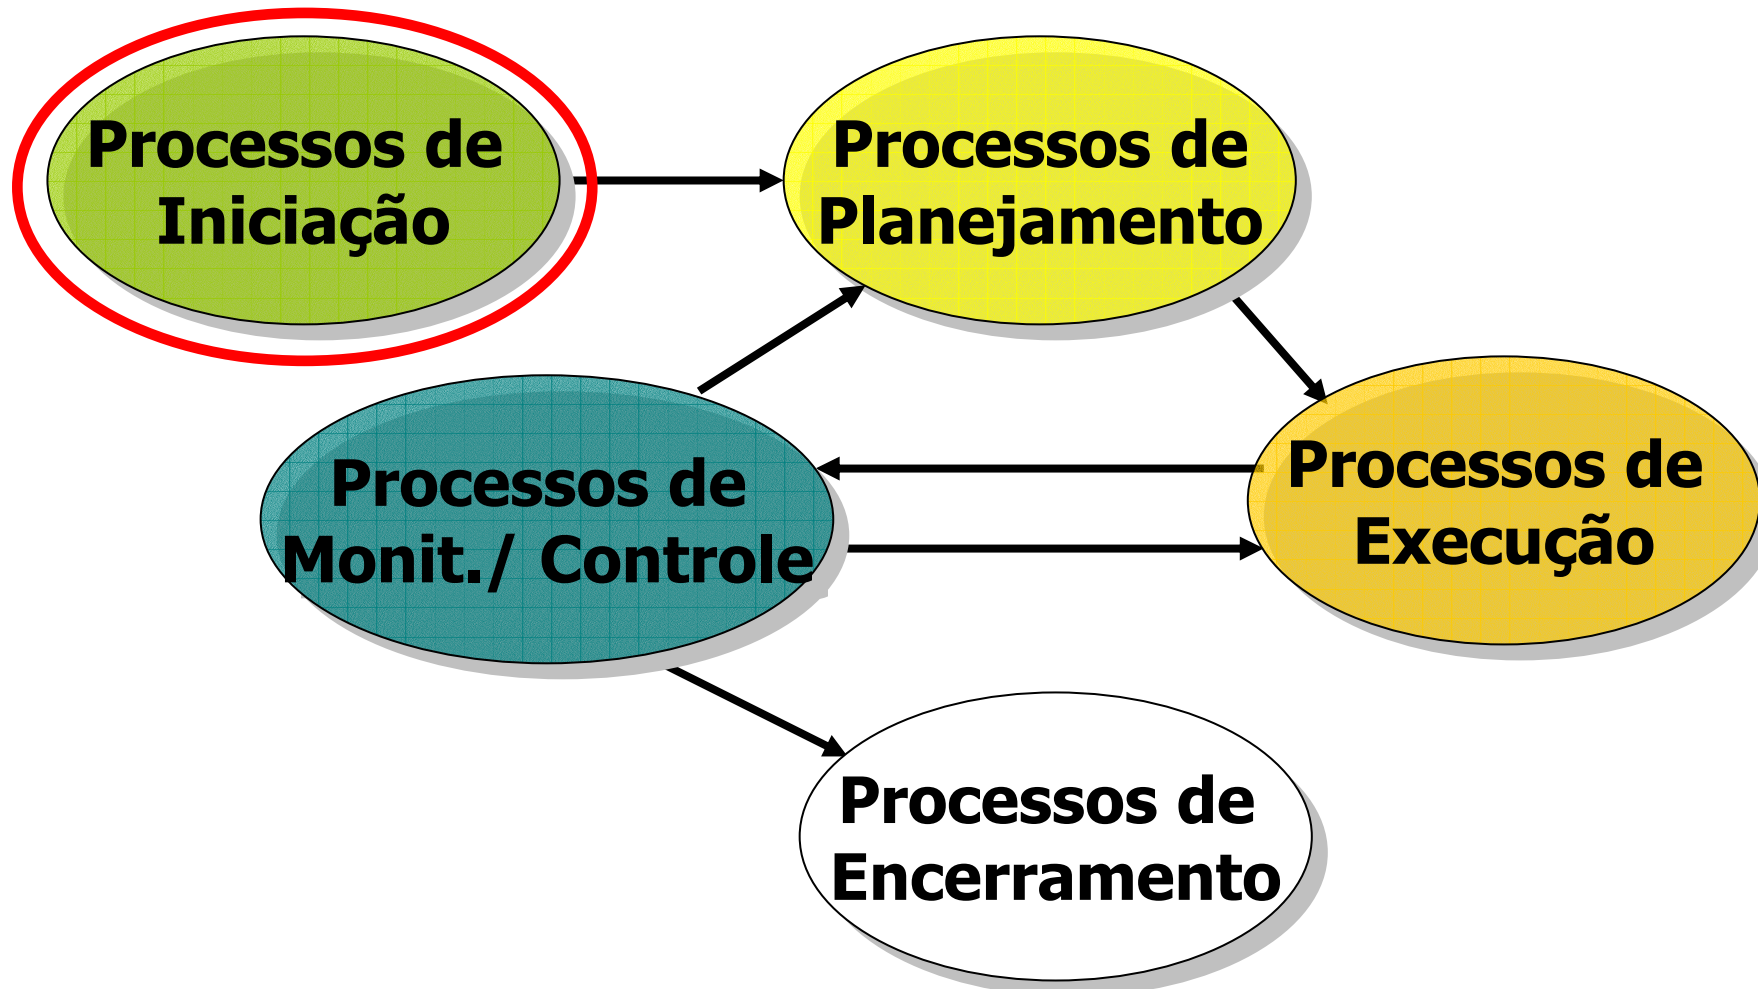 Processos de
Iniciação
Processos de
Planejamento
Processos de
Monit./ Controle
Processos de
Execução
Processos de
Encerramento